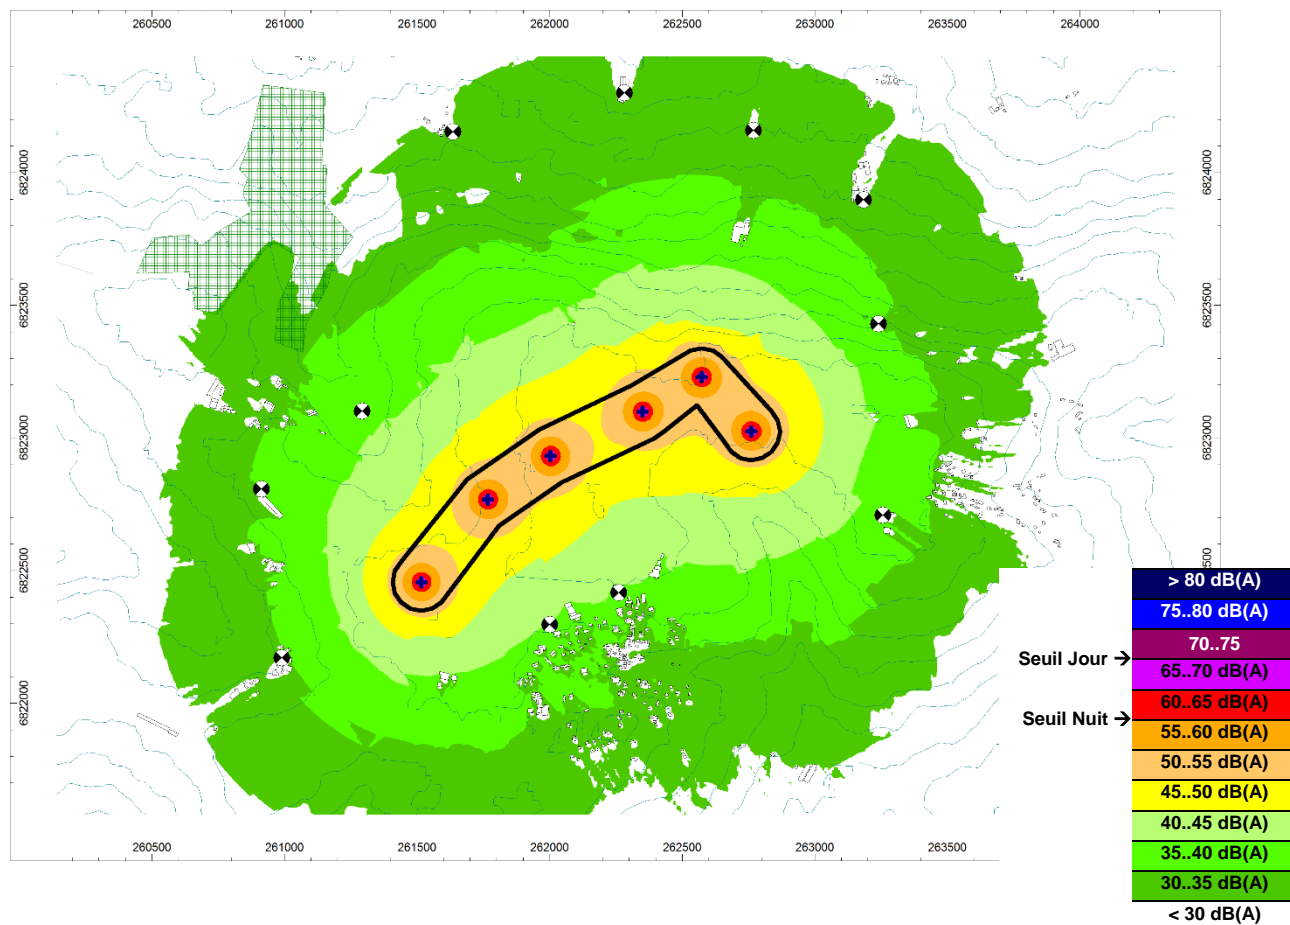 260500 261000 261500 262000 262500 263000 263500 264000
6824000 6824000
6823500 6823500
6823000 6823000
6822500
6822000
> 80 dB(A)
75..80 dB(A)
70..75
Seuil Jour →
65..70 dB(A)
60..65 dB(A)
Seuil Nuit →
55..60 dB(A)
50..55 dB(A)
45..50 dB(A)
40..45 dB(A)
260500 261000 261500 262000 262500 263000 263500
35..40 dB(A)
30..35 dB(A)
< 30 dB(A)